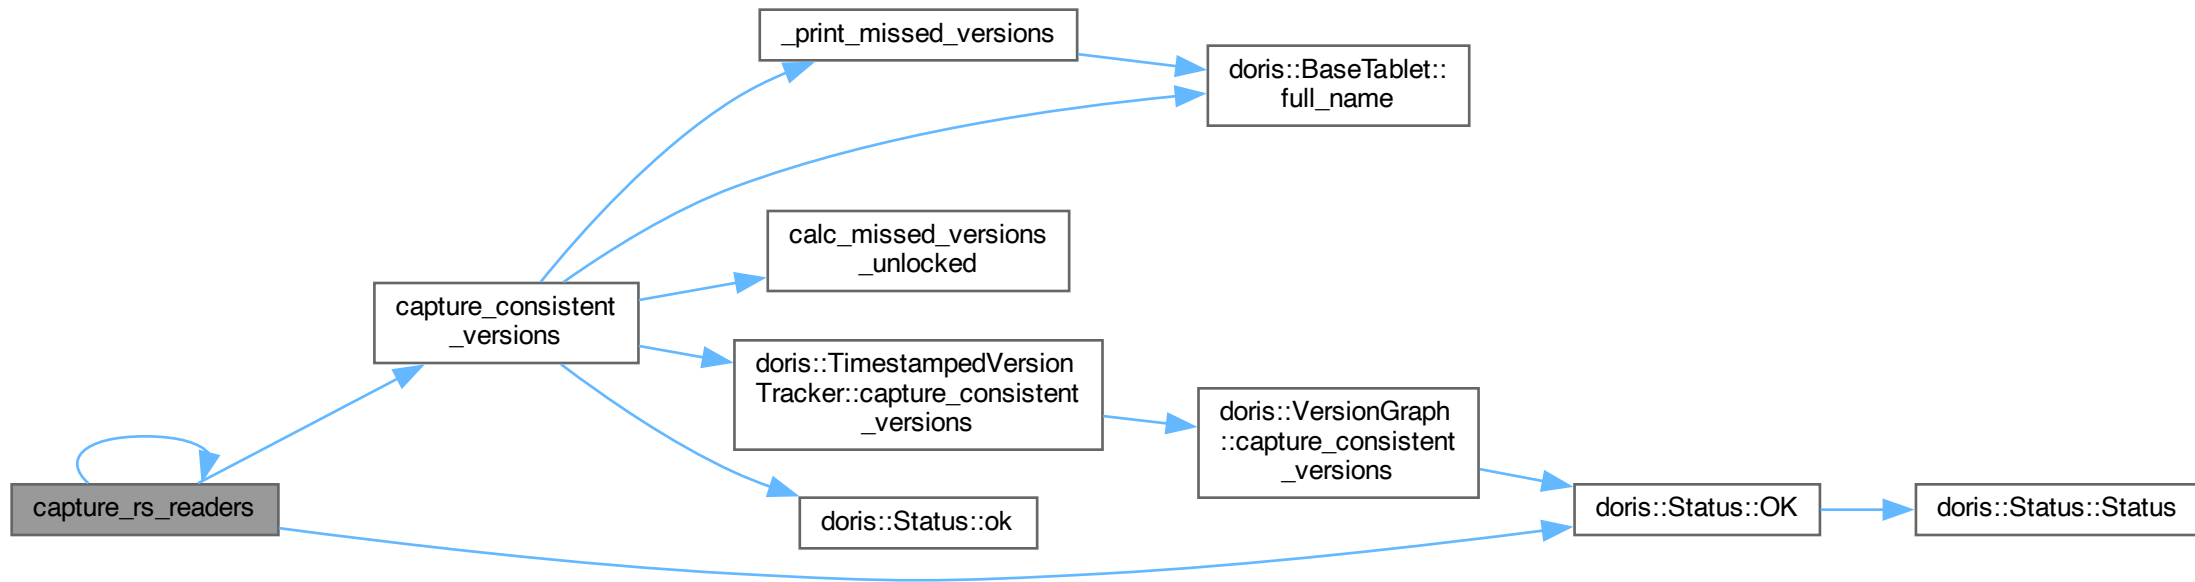 _print_missed_versions
doris::BaseTablet::
full_name
calc_missed_versions
_unlocked
capture_consistent
_versions
doris::TimestampedVersion
Tracker::capture_consistent
_versions
doris::VersionGraph
::capture_consistent
_versions
capture_rs_readers
doris::Status::ok
doris::Status::OK
doris::Status::Status